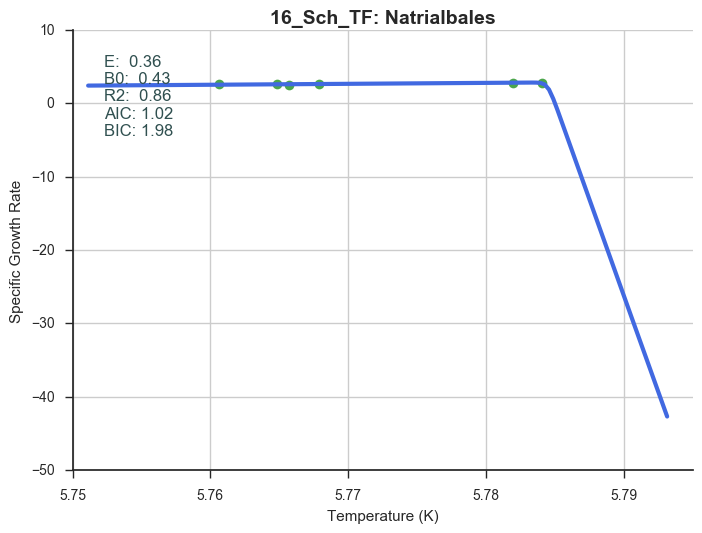 16_Sch_TF: Natrialbales
10
E:  0.36
B0:  0.43
R2:  0.86
AIC: 1.02
BIC: 1.98
0
−10
−20
−30
−40
−50
Specific Growth Rate
5.75 5.76 5.77 5.78 5.79
Temperature (K)